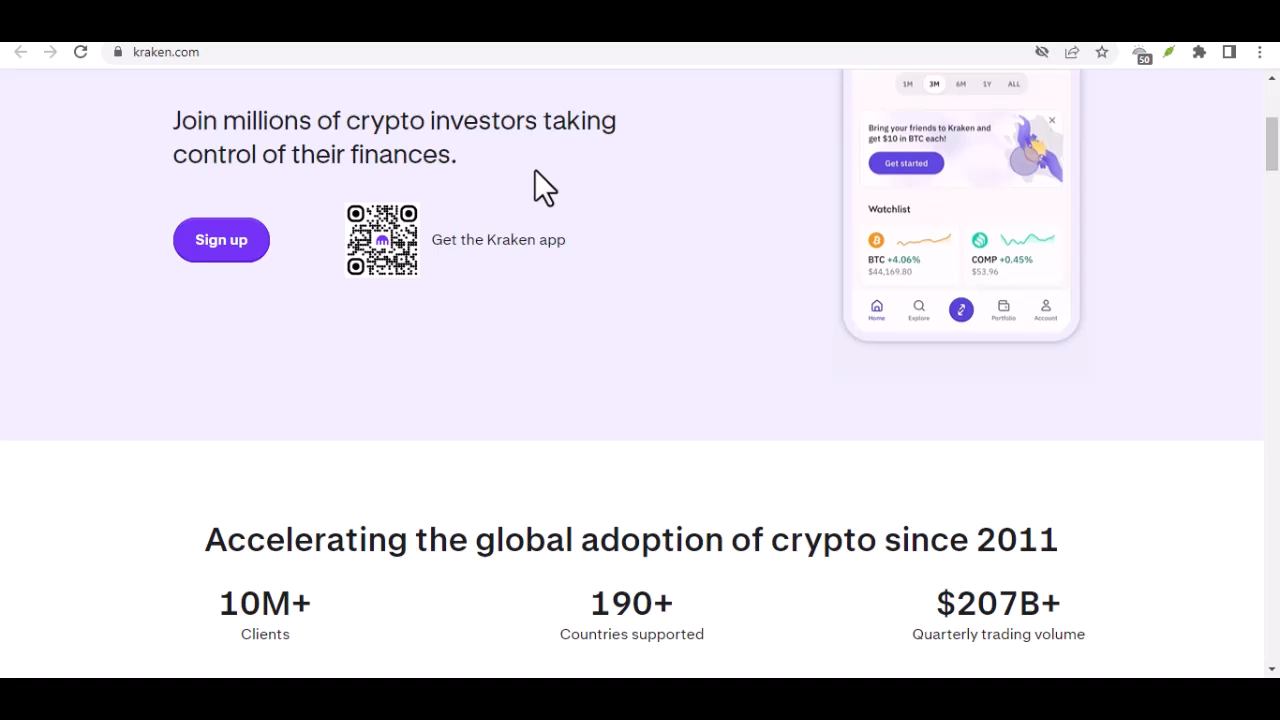 kraken.com
50
Join millions of crypto investors taking
control of their finances.
Sign up
Get the Kraken app
1M 3M 6M 1Y ALL
Bring your friends to Kraken and
get $10 in BTC each!
Get started
Watchlist
BTC +4.06%
$44,169.80
COMP +0.45%
$53.96
Home Explore Portfolio Account
Accelerating the global adoption of crypto since 2011
10M+
Clients
190+
Countries supported
$207B+
Quarterly trading volume